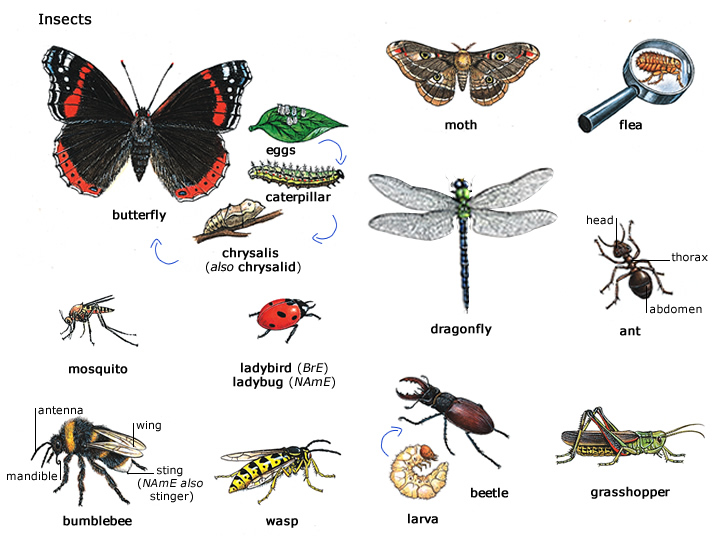 Insects
moth
flea
eggs
caterpillar
butterfly
chrysalis
(also chrysalid)
head
thorax
abdomen
dragonfly
ant
mosquito
ladybird (BrE)
ladybug (NAmE)
antenna
wing
mandible
sting
(NAmE also
stinger)
bumblebee
wasp
larva
beetle
grasshopper